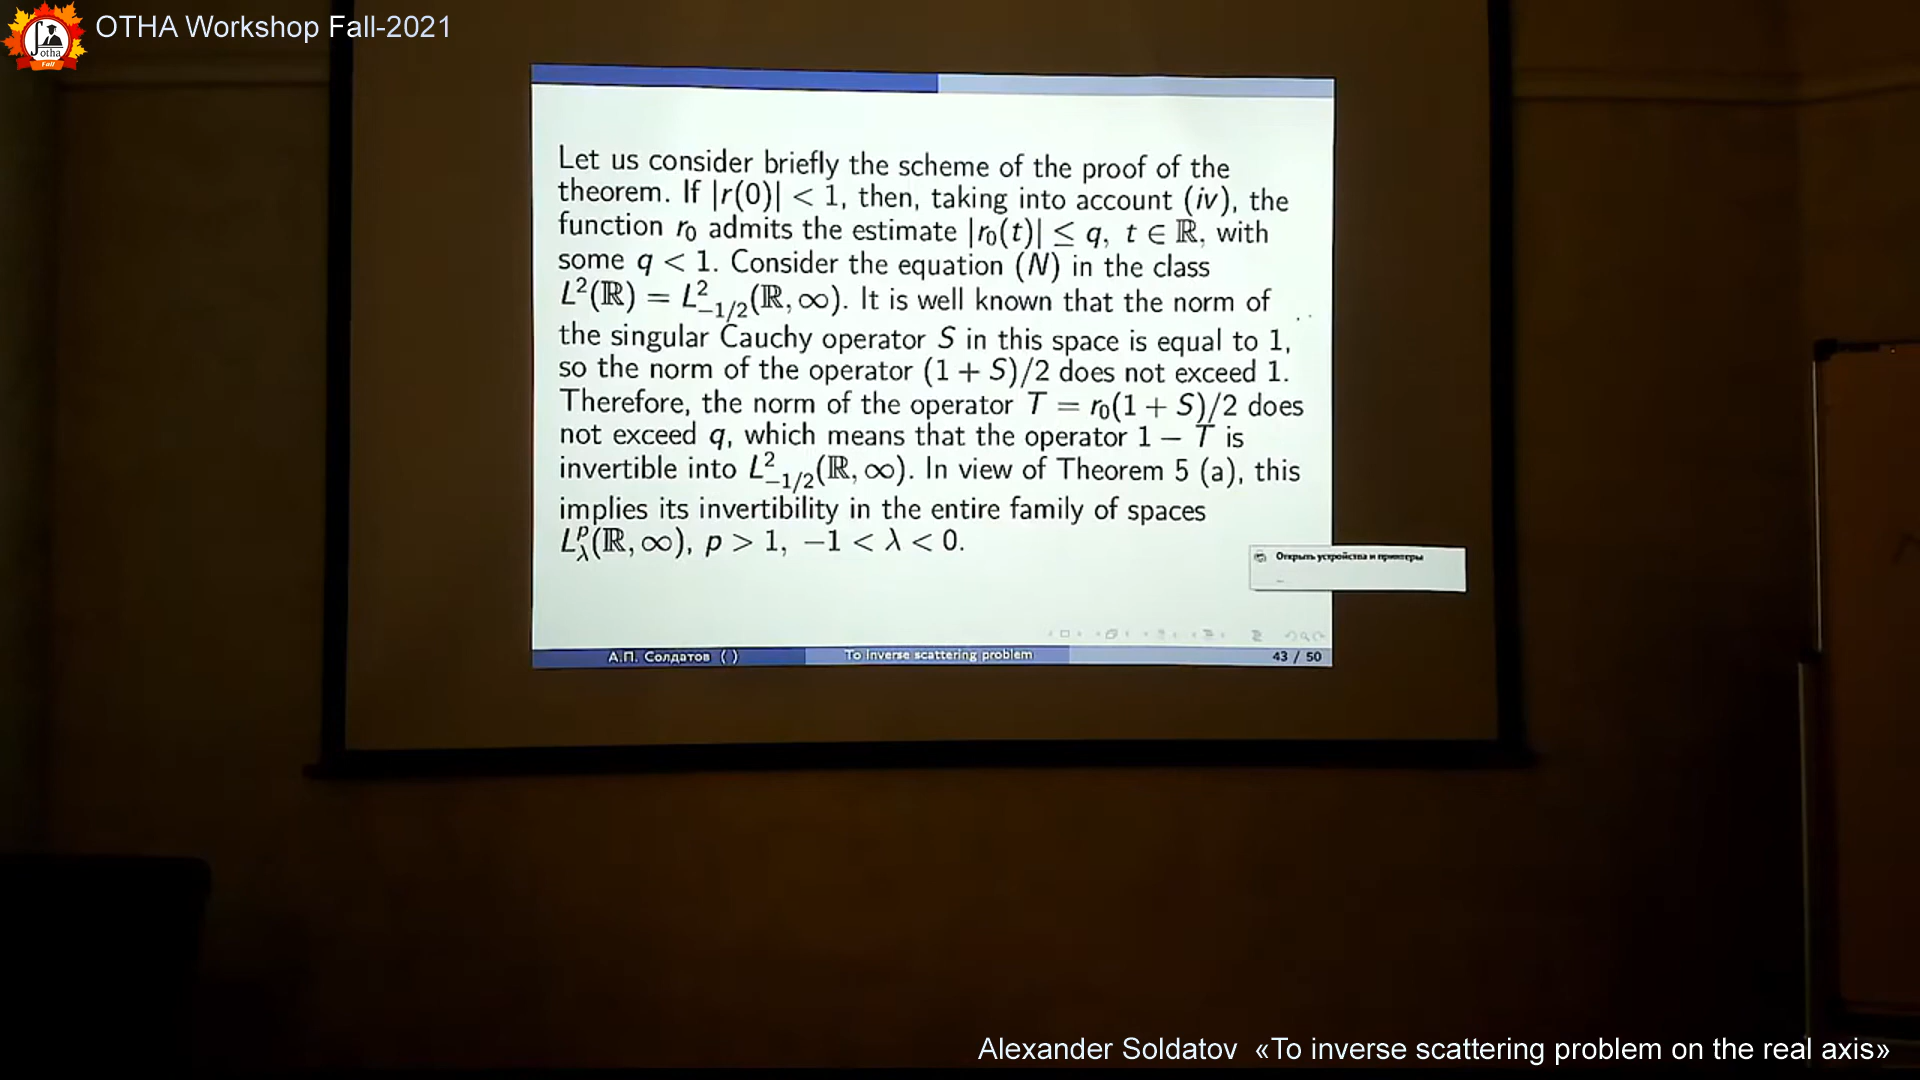 OTHA Workshop Fall-2021
otha
Fall
Let us consider briefly the scheme of the proof of the
theorem. If |r(0)| < 1, then, taking into account (iv), the
function r₀ admits the estimate |r₀(t)| ≤ q, t ∈ ℝ, with
some q < 1. Consider the equation (N) in the class
L²(ℝ) = L²₋₁/₂(ℝ, ∞). It is well known that the norm of
the singular Cauchy operator S in this space is equal to 1,
so the norm of the operator (1 + S)/2 does not exceed 1.
Therefore, the norm of the operator T = r₀(1 + S)/2 does
not exceed q, which means that the operator 1 − T is
invertible into L²₋₁/₂(ℝ, ∞). In view of Theorem 5 (a), this
implies its invertibility in the entire family of spaces
Lᵖ_λ(ℝ, ∞), p > 1, −1 < λ < 0.
Открыть устройства и принтеры
А.П. Солдатов ( )
To Inverse scattering problem
43 / 50
Alexander Soldatov «To inverse scattering problem on the real axis»